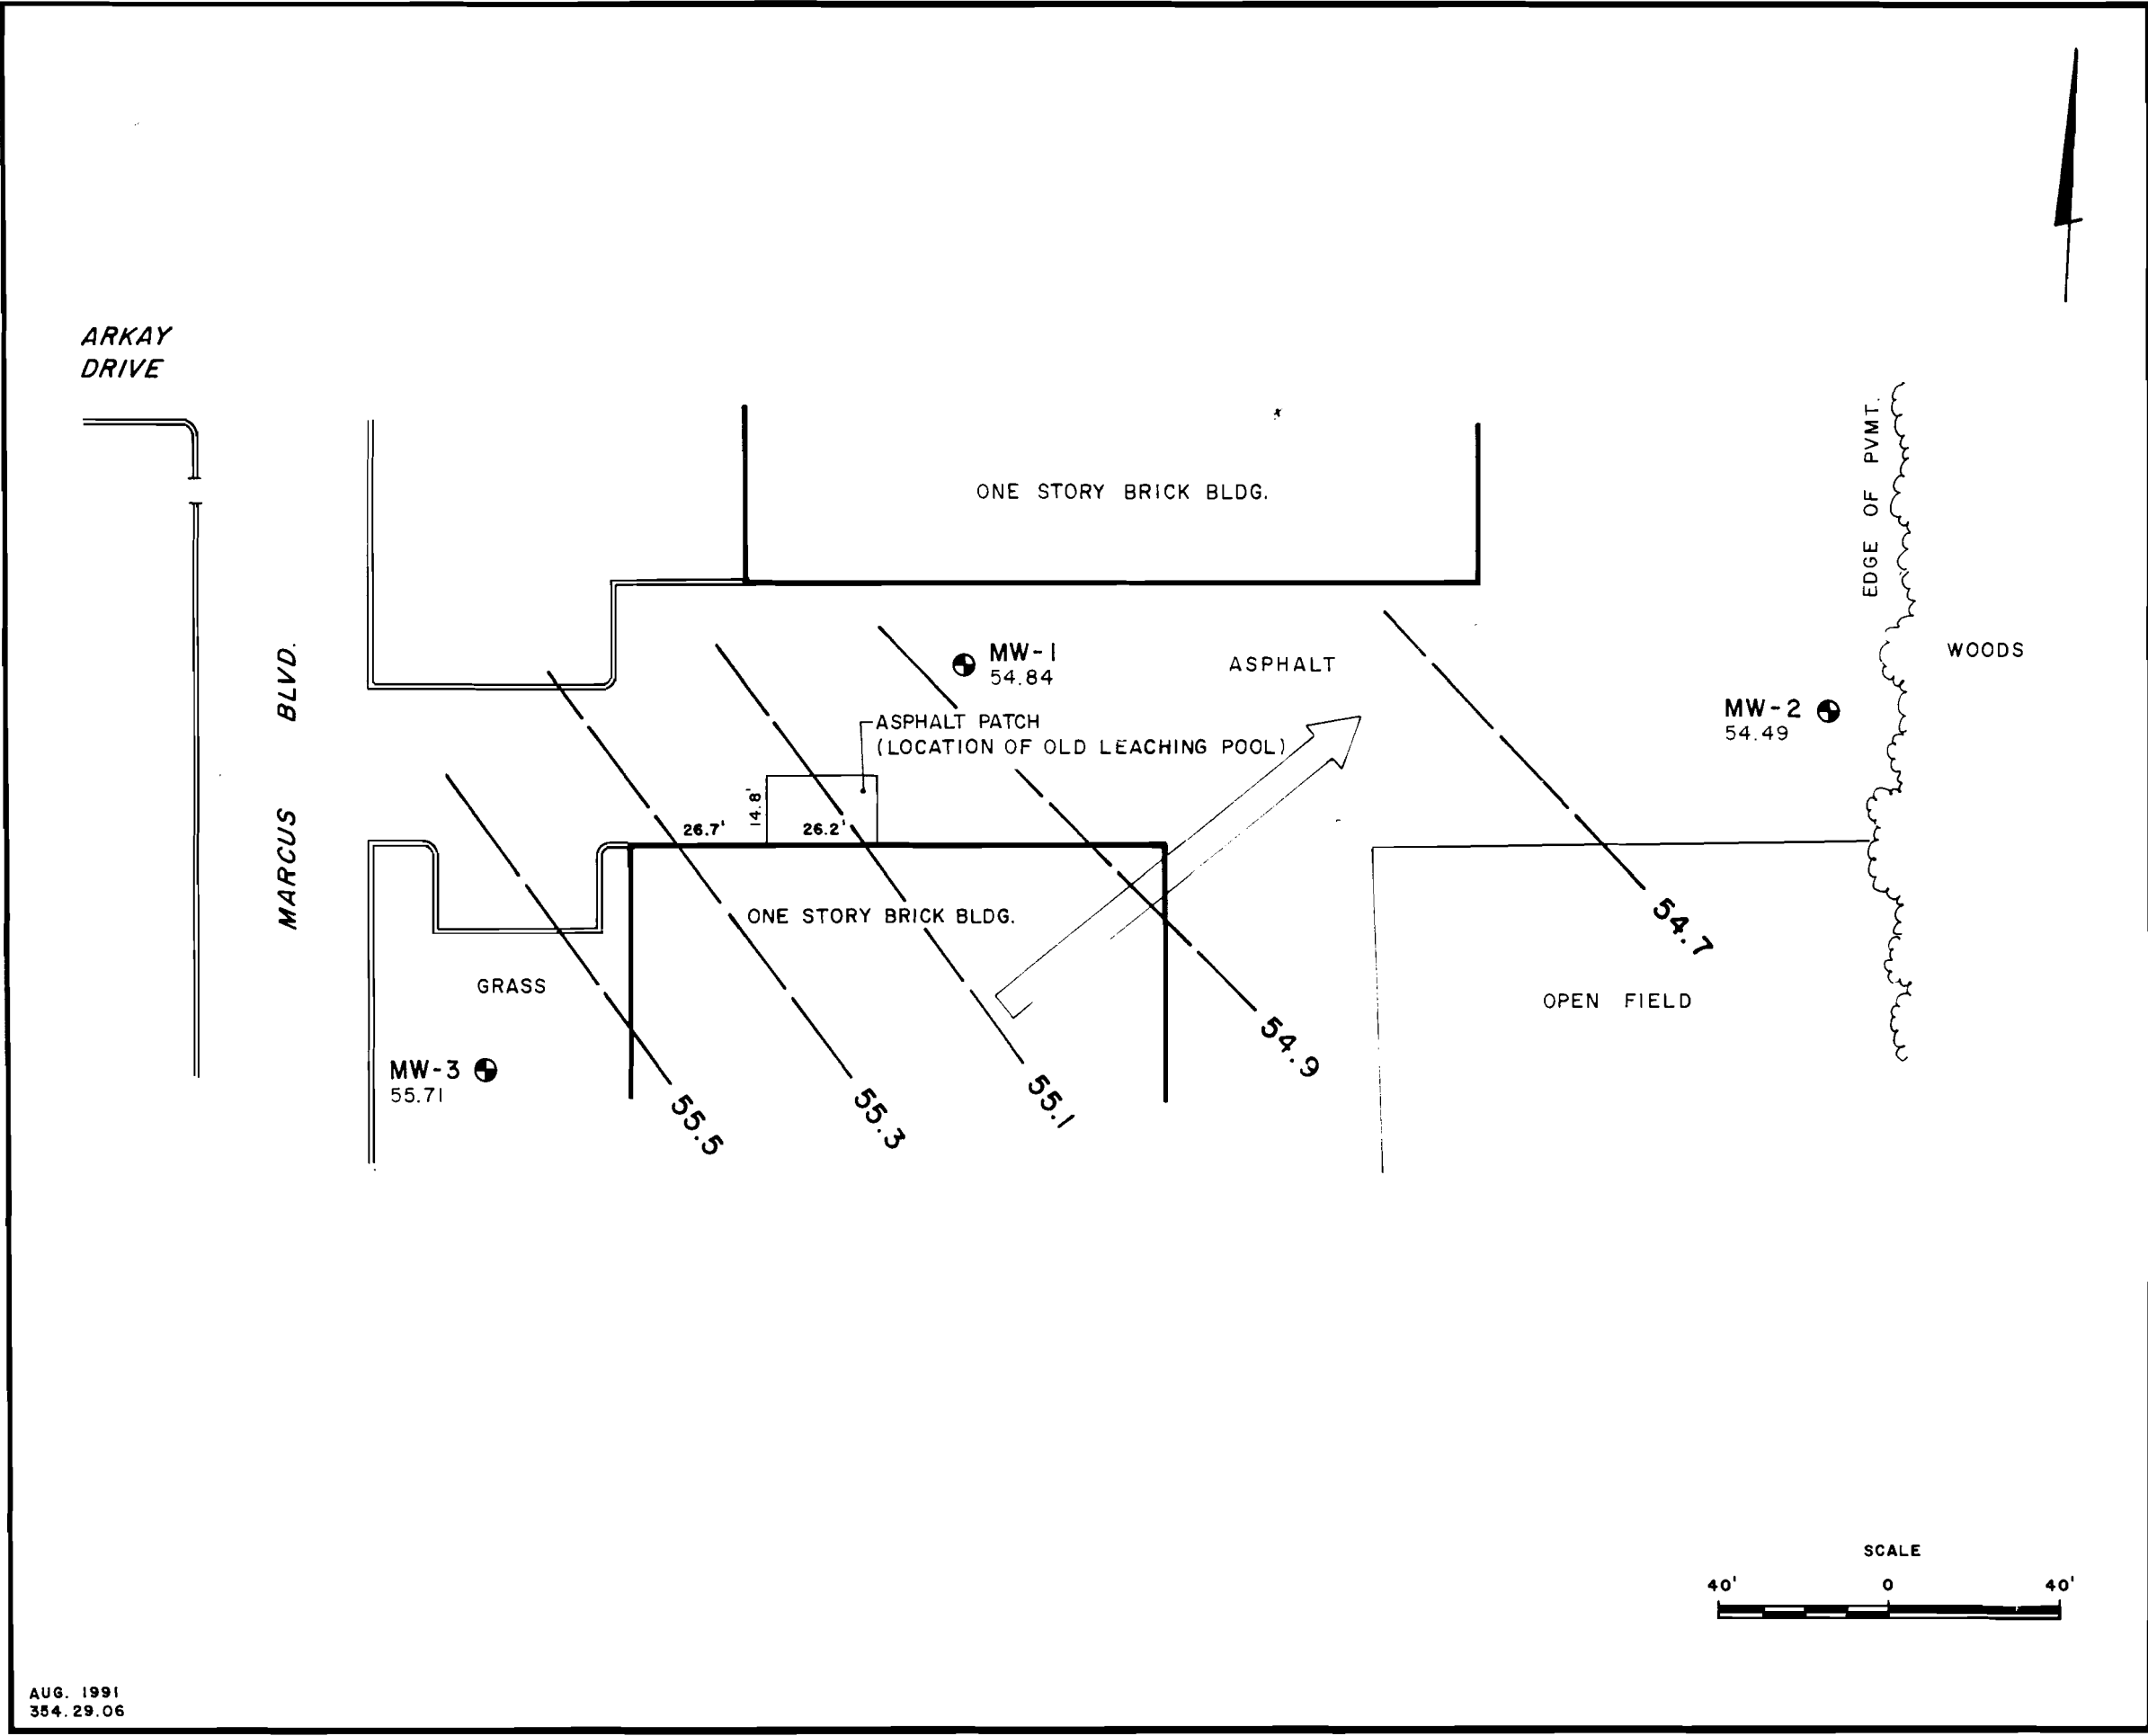 ARKAY
DRIVE
EDGE OF PVMT.
ONE STORY BRICK BLDG.
MARCUS BLVD.
MW-1
54.84
ASPHALT
WOODS
MW-2
54.49
ASPHALT PATCH
(LOCATION OF OLD LEACHING POOL)
14.8'
26.7'
26.2'
ONE STORY BRICK BLDG.
54.7
GRASS
OPEN FIELD
54.9
MW-3
55.71
55.5
55.3
55.1
SCALE
40' 0 40'
AUG. 1991
354.29.06